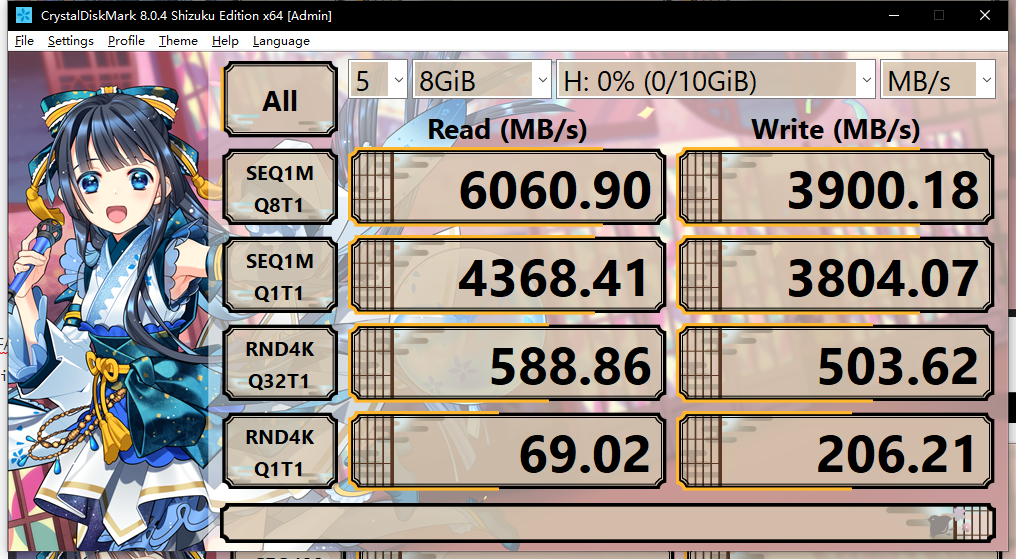 CrystalDiskMark 8.0.4 Shizuku Edition x64 [Admin]
File Settings Profile Theme Help Language
All 5 8GiB H: 0% (0/10GiB) MB/s
Read (MB/s) Write (MB/s)
SEQ1M
Q8T1 6060.90 3900.18
SEQ1M
Q1T1 4368.41 3804.07
RND4K
Q32T1 588.86 503.62
RND4K
Q1T1 69.02 206.21